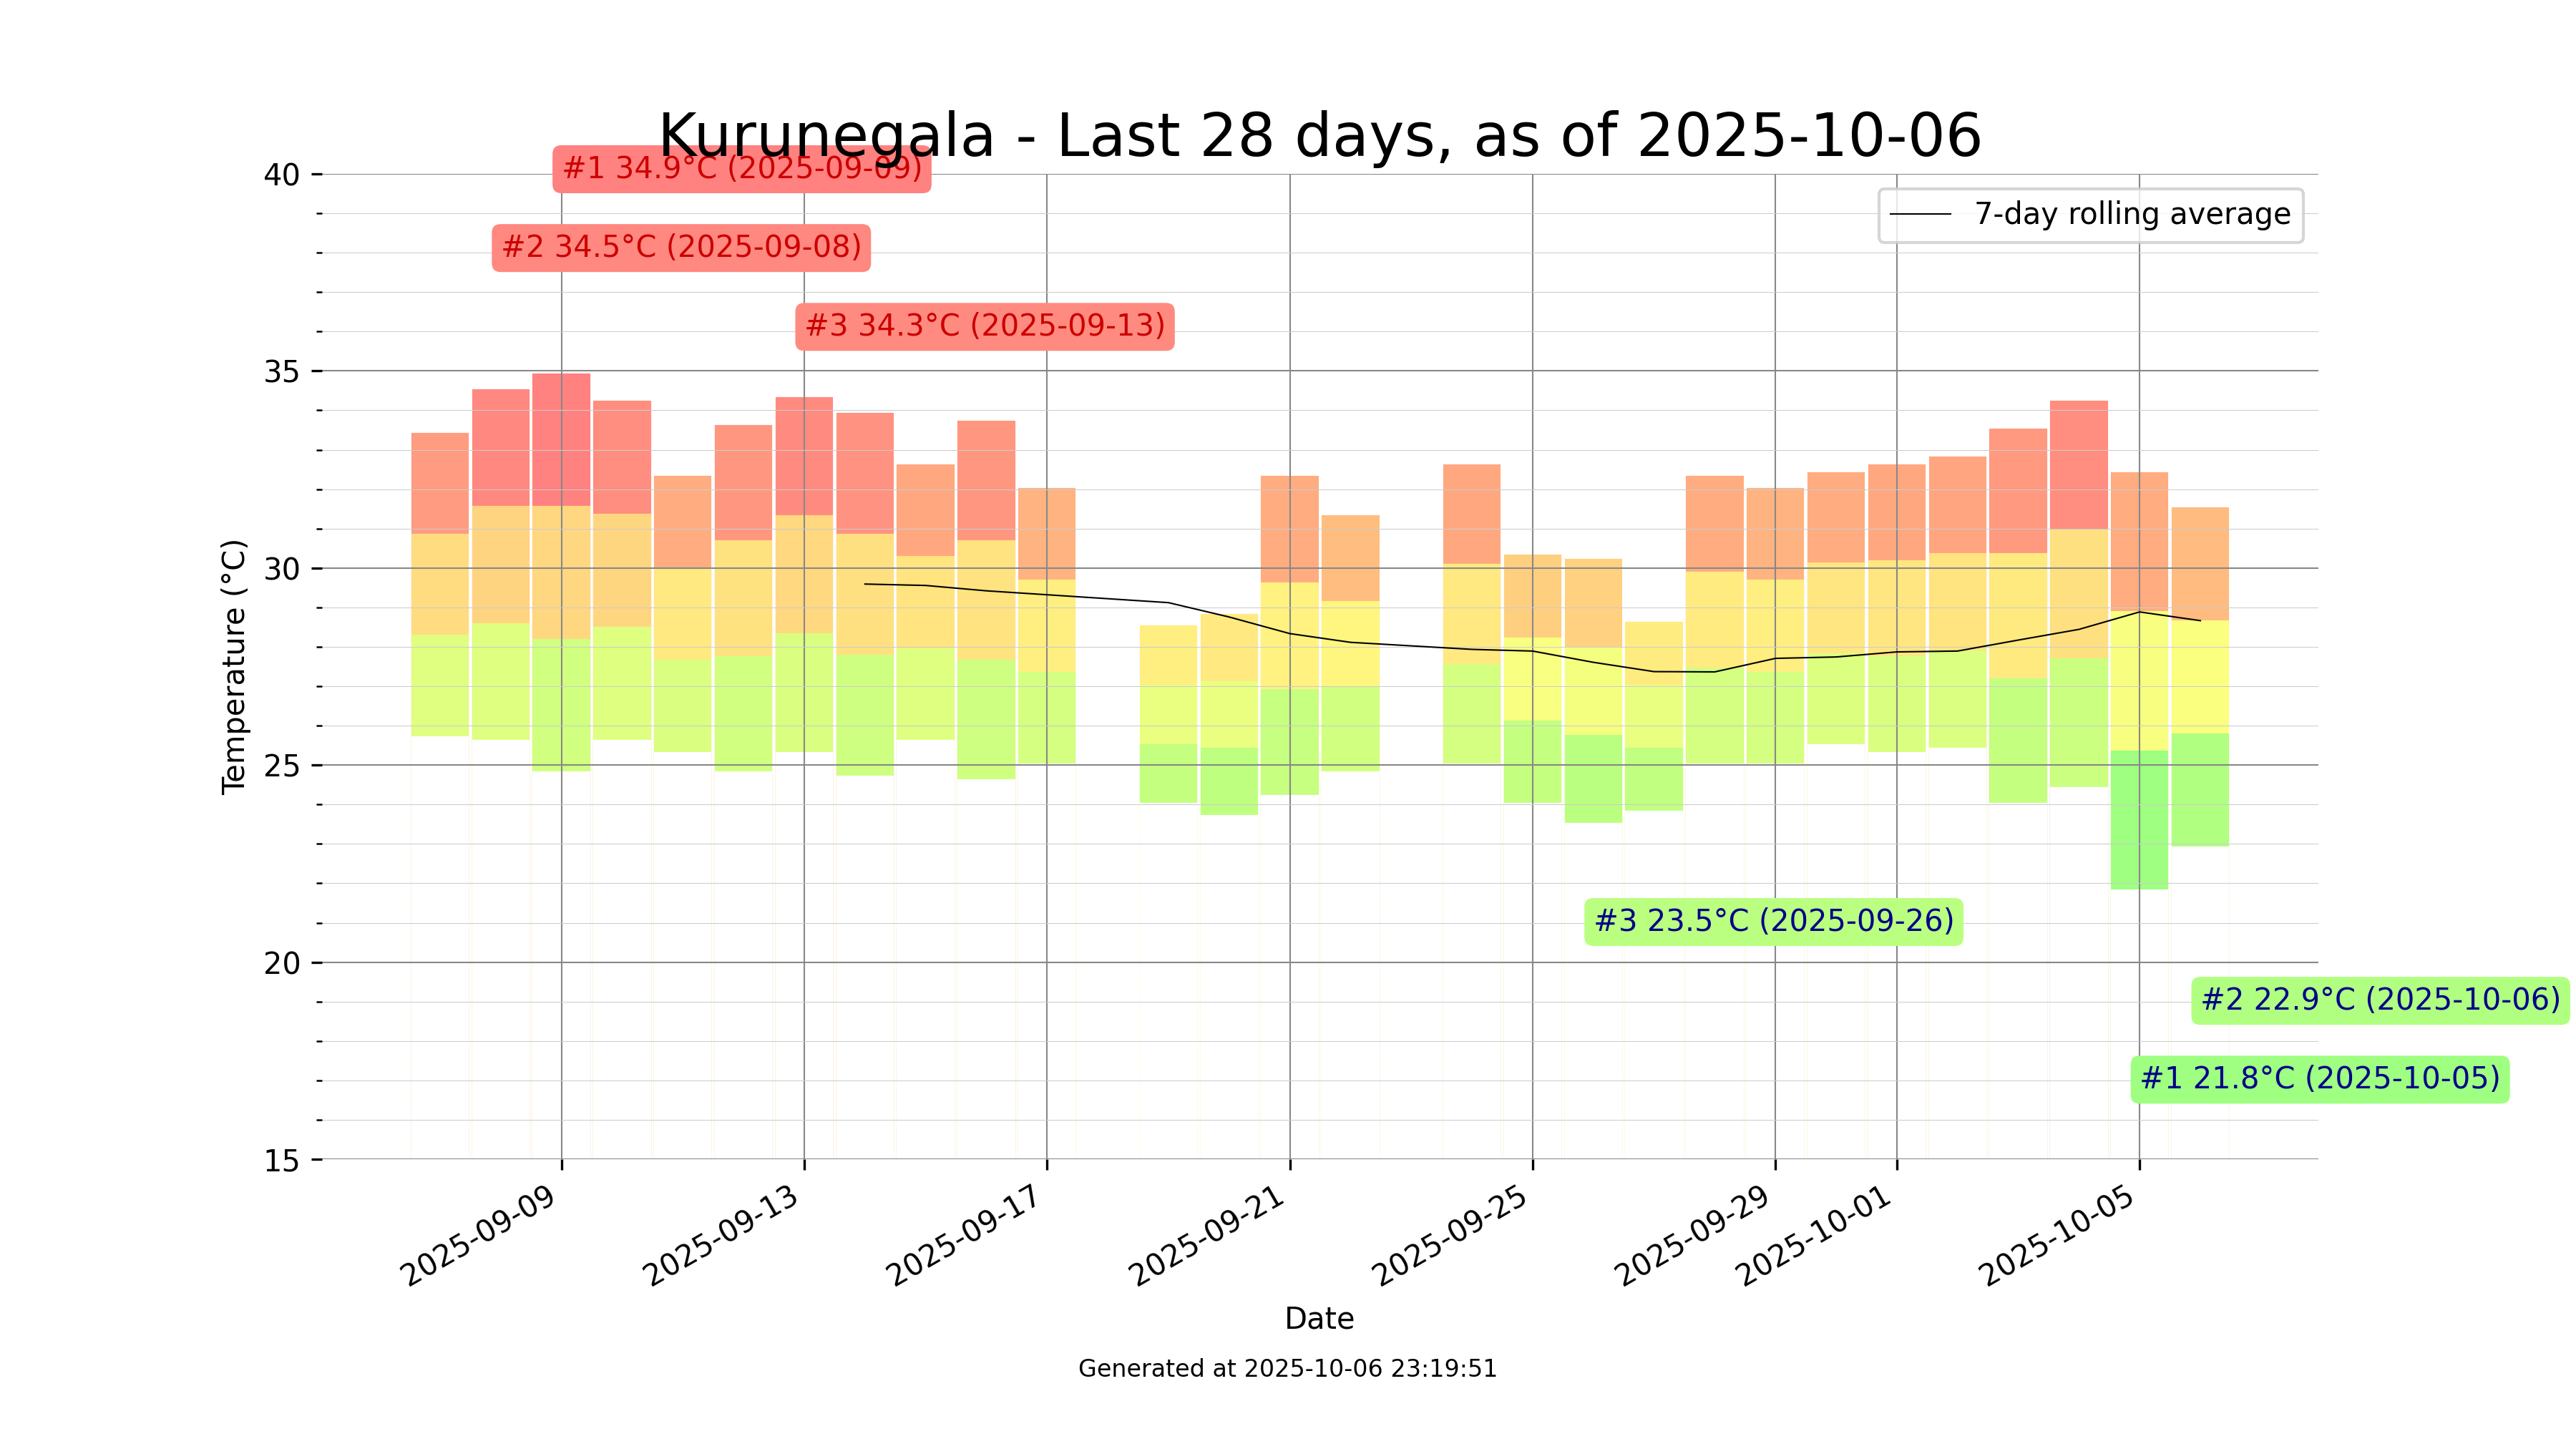 Kurunegala - Last 28 days, as of 2025-10-06
#1 34.9°C (2025-09-09)
#2 34.5°C (2025-09-08)
#3 34.3°C (2025-09-13)
7-day rolling average
40
35
30
25
20
15
Temperature (°C)
#3 23.5°C (2025-09-26)
#2 22.9°C (2025-10-06)
#1 21.8°C (2025-10-05)
2025-09-09
2025-09-13
2025-09-17
2025-09-21
2025-09-25
2025-09-29
2025-10-01
2025-10-05
Date
Generated at 2025-10-06 23:19:51